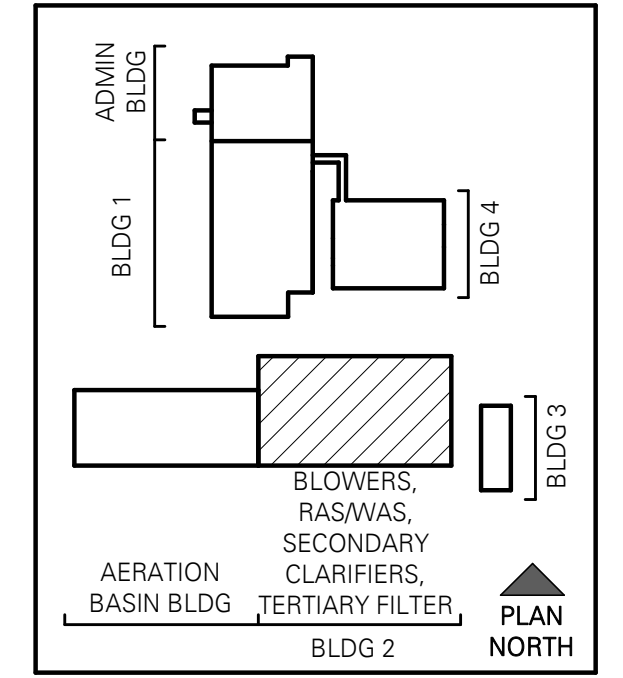 ADMIN
BLDG
BLDG 1
BLDG 4
BLDG 3
BLOWERS,
RAS/WAS,
SECONDARY
CLARIFIERS,
TERTIARY FILTER
AERATION
BASIN BLDG
BLDG 2
PLAN
NORTH